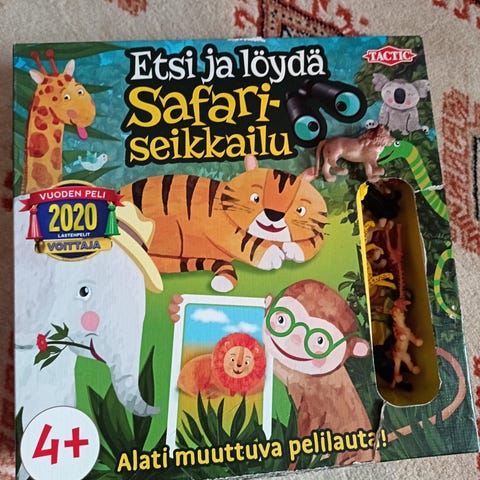 Etsi ja löydä
Safari-
seikkailu
TACTIC
VUODEN PELI
2020
LASTENPELIT
VOITTAJA
4+
Alati muuttuva pelilauta!